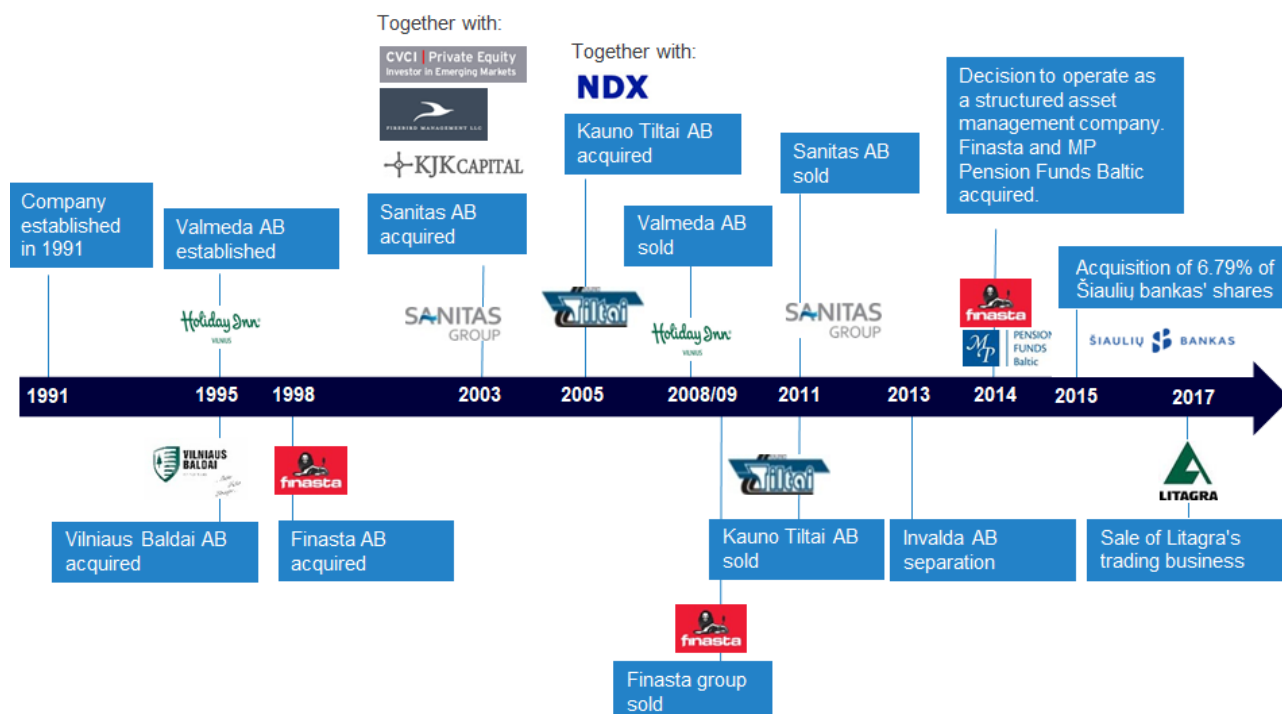 Together with:
CVCI | Private Equity
Investor in Emerging Markets
FIREBIRD MANAGEMENT LLC
KJKCAPITAL
Sanitas AB
acquired
Together with:
NDX
Kauno Tiltai AB
acquired
Sanitas AB
sold
Decision to operate as
a structured asset
management company.
Finasta and MP
Pension Funds Baltic
acquired.
Company
established
in 1991
Valmeda AB
established
Valmeda AB
sold
Acquisition of 6.79% of
Šiaulių bankas' shares
Holiday Inn
VILNIUS
SANITAS
GROUP
KAUNO
Tiltai
Holiday Inn
VILNIUS
SANITAS
GROUP
finasta
MP
PENSION
FUNDS
Baltic
ŠIAULIŲ BANKAS
1991
1995
1998
2003
2005
2008/09
2011
2013
2014
2015
2017
VILNIAUS
BALDAI
finasta
Tiltai
LITAGRA
Vilniaus Baldai AB
acquired
Finasta AB
acquired
Kauno Tiltai AB
sold
Invalda AB
separation
Sale of Litagra's
trading business
finasta
Finasta group
sold